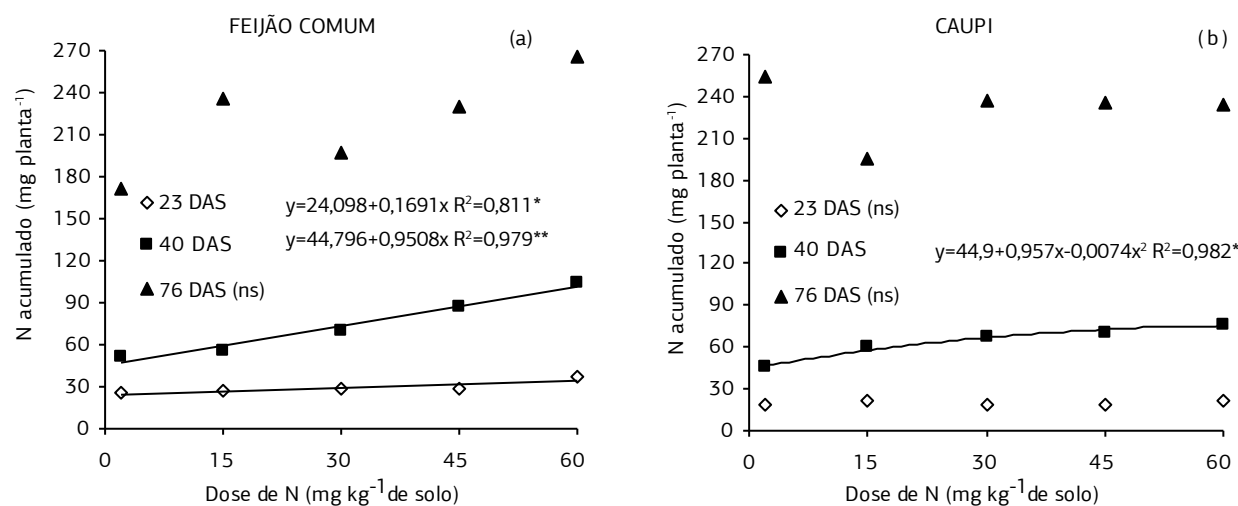 FEIJÃO COMUM
(a)
N acumulado (mg planta⁻¹)
270
240
210
180
150
120
90
60
30
0
23 DAS
40 DAS
76 DAS (ns)
y=24,098+0,1691x R²=0,811*
y=44,796+0,9508x R²=0,979**
0 15 30 45 60
Dose de N (mg kg⁻¹ de solo)
CAUPI
(b)
N acumulado (mg planta⁻¹)
270
240
210
180
150
120
90
60
30
0
23 DAS (ns)
40 DAS
76 DAS (ns)
y=44,9+0,957x-0,0074x² R²=0,982*
0 15 30 45 60
Dose de N (mg kg⁻¹ de solo)